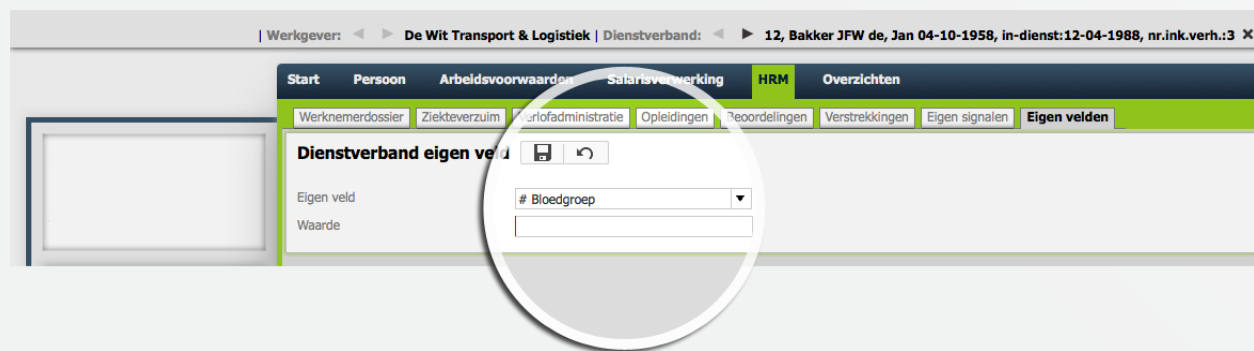 | Werkgever: De Wit Transport & Logistiek | Dienstverband: 12, Bakker JFW de, Jan 04-10-1958, in-dienst:12-04-1988, nr.ink.verh.:3
Start Persoon Arbeidsvoorwaarden Salarisverwerking HRM Overzichten
Werknemerdossier Ziekteverzuim Verlofadministratie Opleidingen Beoordelingen Verstrekkingen Eigen signalen Eigen velden
Dienstverband eigen veld
Eigen veld # Bloedgroep
Waarde